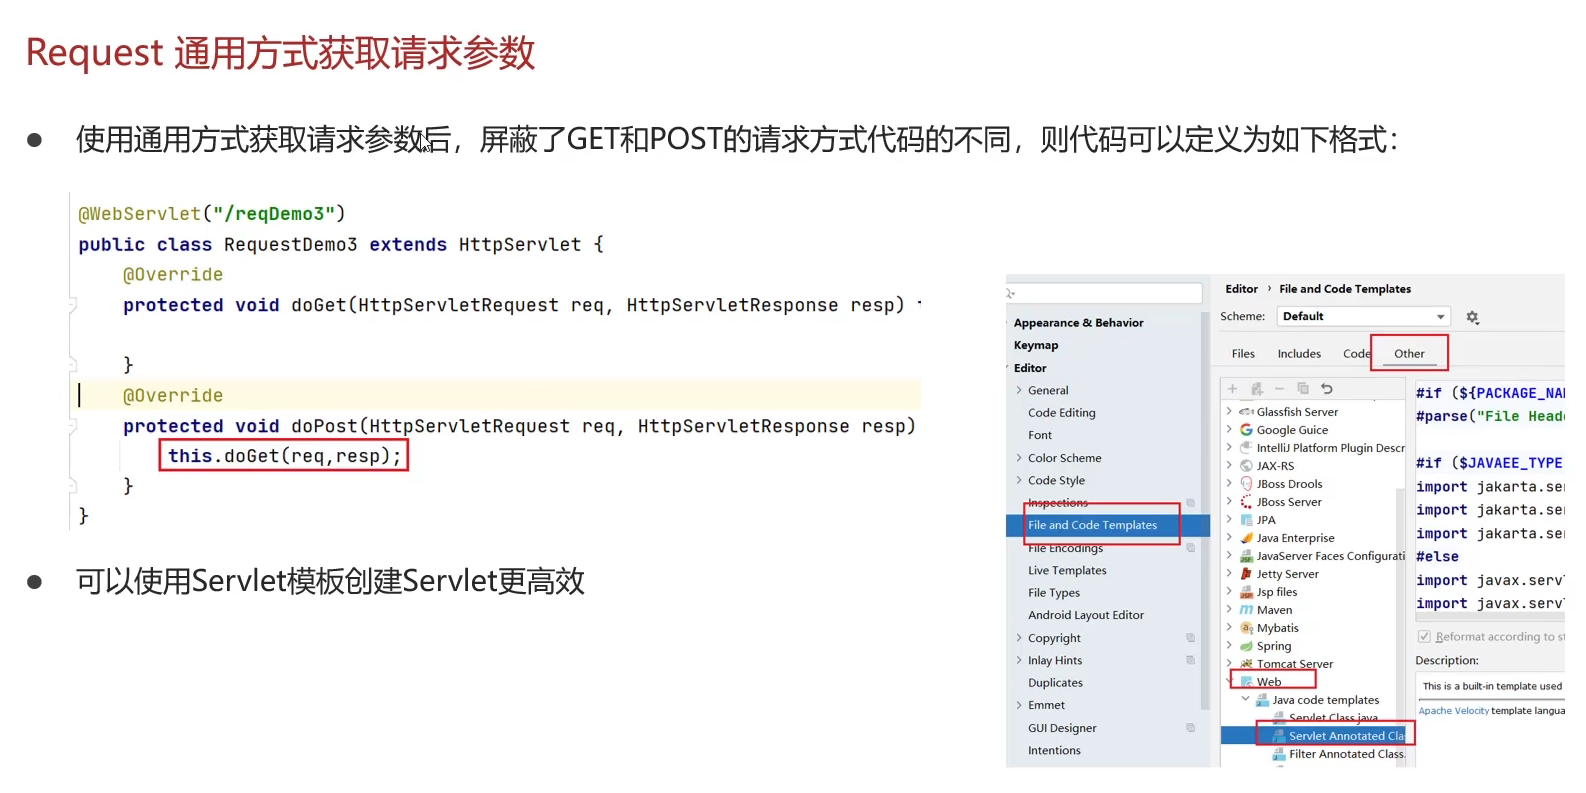 Request 通用方式获取请求参数
使用通用方式获取请求参数后，屏蔽了GET和POST的请求方式代码的不同，则代码可以定义为如下格式：
@WebServlet("/reqDemo3")
public class RequestDemo3 extends HttpServlet {
@Override
protected void doGet(HttpServletRequest req, HttpServletResponse resp)
}
@Override
protected void doPost(HttpServletRequest req, HttpServletResponse resp)
this.doGet(req,resp);
}
}
可以使用Servlet模板创建Servlet更高效
Appearance & Behavior
Keymap
Editor
General
Code Editing
Font
Color Scheme
Code Style
Inspections
File and Code Templates
File Encodings
Live Templates
File Types
Android Layout Editor
Copyright
Inlay Hints
Duplicates
Emmet
GUI Designer
Intentions
Editor › File and Code Templates
Scheme: Default
Files Includes Code Other
Glassfish Server
Google Guice
IntelliJ Platform Plugin Descr
JAX-RS
JBoss Drools
JBoss Server
JPA
Java Enterprise
JavaServer Faces Configurati
Jetty Server
Jsp files
Maven
Mybatis
Spring
Tomcat Server
Web
Java code templates
Servlet Class.java
Servlet Annotated Cla
Filter Annotated Class.
#if (${PACKAGE_NAM
#parse("File Heade
#if ($JAVAEE_TYPE
import jakarta.ser
import jakarta.ser
import jakarta.ser
#else
import javax.servl
import javax.servl
Reformat according to st
Description:
This is a built-in template used
Apache Velocity template langua